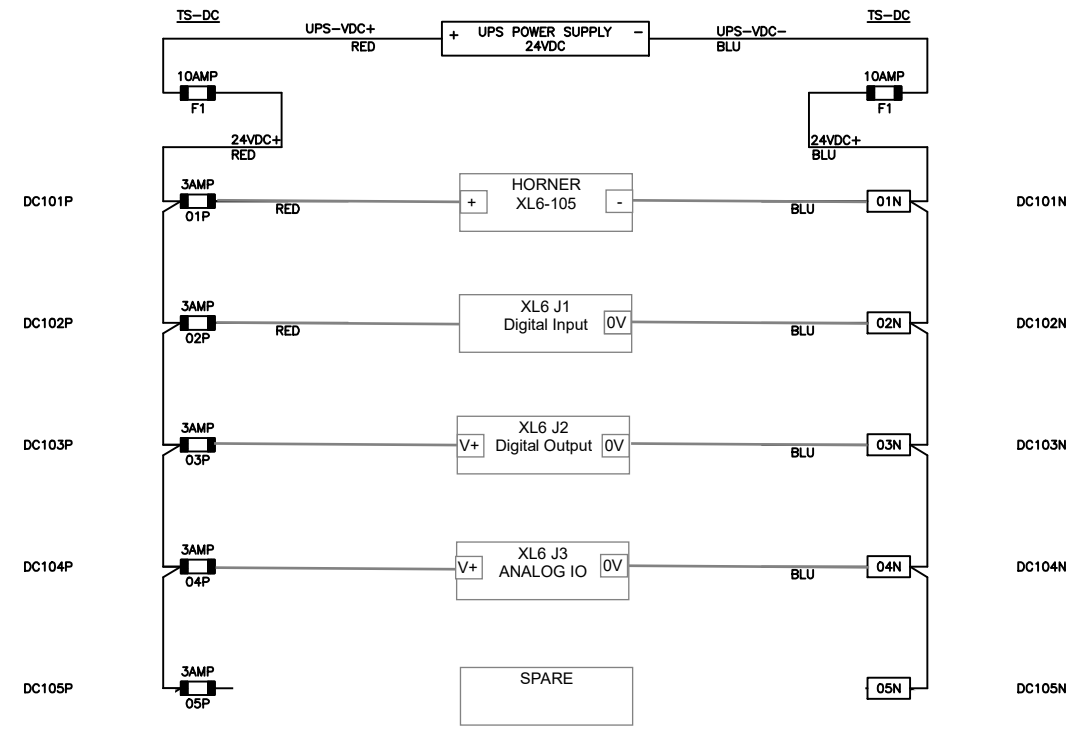 TS-DC
TS-DC
UPS-VDC+
RED
+ UPS POWER SUPPLY -
24VDC
UPS-VDC-
BLU
10AMP
F1
10AMP
F1
24VDC+
RED
24VDC+
BLU
DC101P
3AMP
01P
RED
HORNER
+ XL6-105 -
BLU
01N
DC101N
DC102P
3AMP
02P
RED
XL6 J1
Digital Input 0V
BLU
02N
DC102N
DC103P
3AMP
03P
XL6 J2
V+ Digital Output 0V
BLU
03N
DC103N
DC104P
3AMP
04P
XL6 J3
V+ ANALOG IO 0V
BLU
04N
DC104N
DC105P
3AMP
05P
SPARE
05N
DC105N